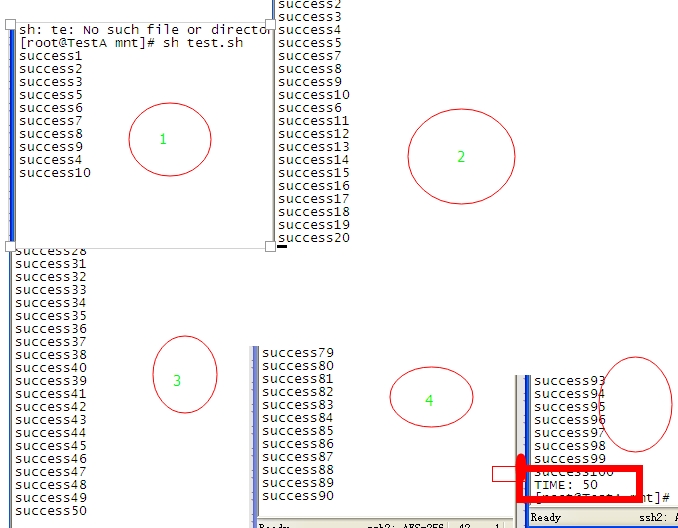 sh: te: No such file or director
[root@TestA mnt]# sh test.sh
success1
success2
success3
success5
success6
success7
success8
success9
success4
success10
1
success2
success3
success4
success5
success7
success8
success9
success10
success6
success11
success12
success13
success14
success15
success16
success17
success18
success19
success20
2
success28
success31
success32
success33
success34
success35
success36
success37
success38
success40
success39
success41
success42
success43
success44
success45
success46
success47
success48
success49
success50
3
success79
success80
success81
success82
success83
success84
success85
success86
success87
success88
success89
success90
4
Ready ssh2: AES-256 42, 1
success93
success94
success95
success96
success97
success98
success99
success100
TIME: 50
[root@TestA mnt]#
Ready ssh2: A